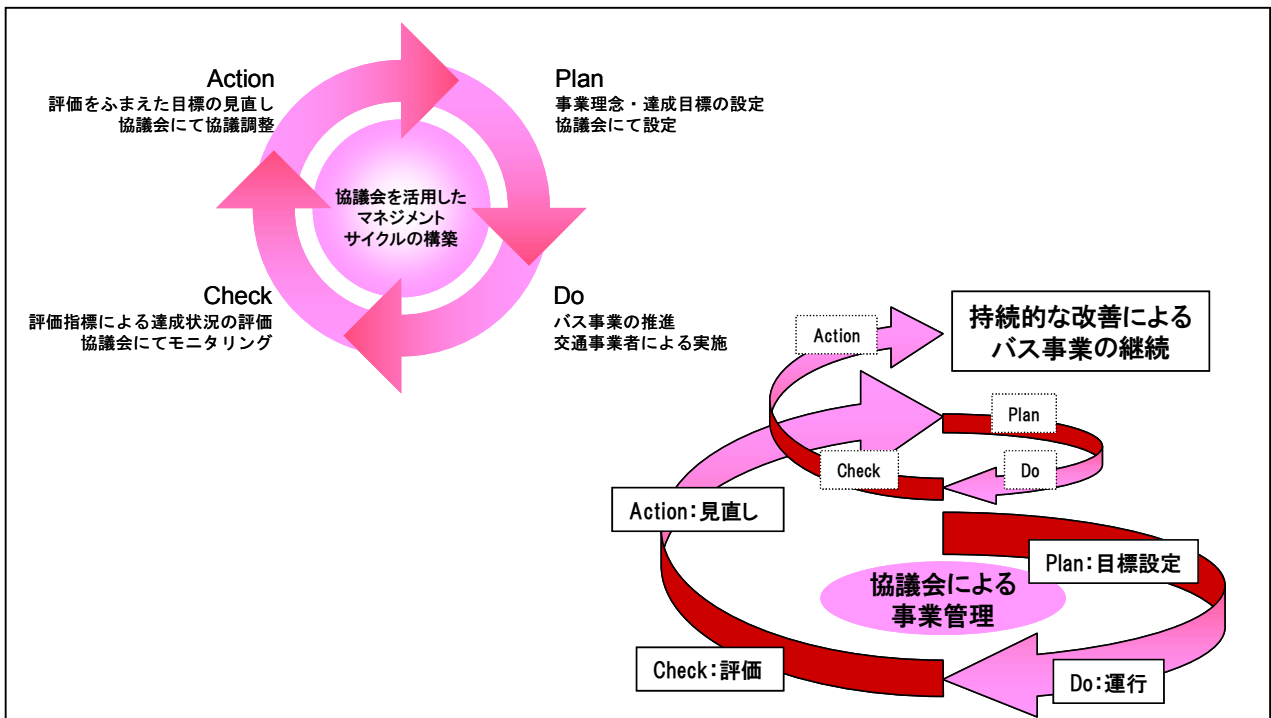 Action
評価をふまえた目標の見直し
協議会にて協議調整
Plan
事業理念・達成目標の設定
協議会にて設定
協議会を活用した
マネジメント
サイクルの構築
Check
評価指標による達成状況の評価
協議会にてモニタリング
Do
バス事業の推進
交通事業者による実施
持続的な改善による
バス事業の継続
Action
Plan
Check
Do
Action:見直し
Plan:目標設定
協議会による
事業管理
Check:評価
Do:運行